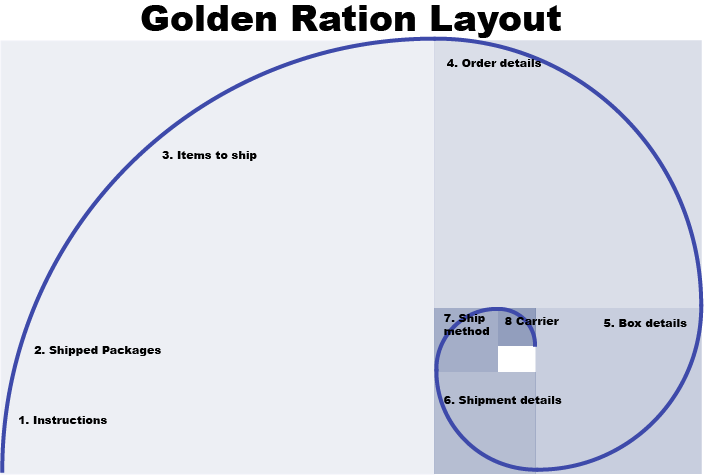 Golden Ration Layout
4. Order details
3. Items to ship
7. Ship
method
8 Carrier
5. Box details
2. Shipped Packages
6. Shipment details
1. Instructions